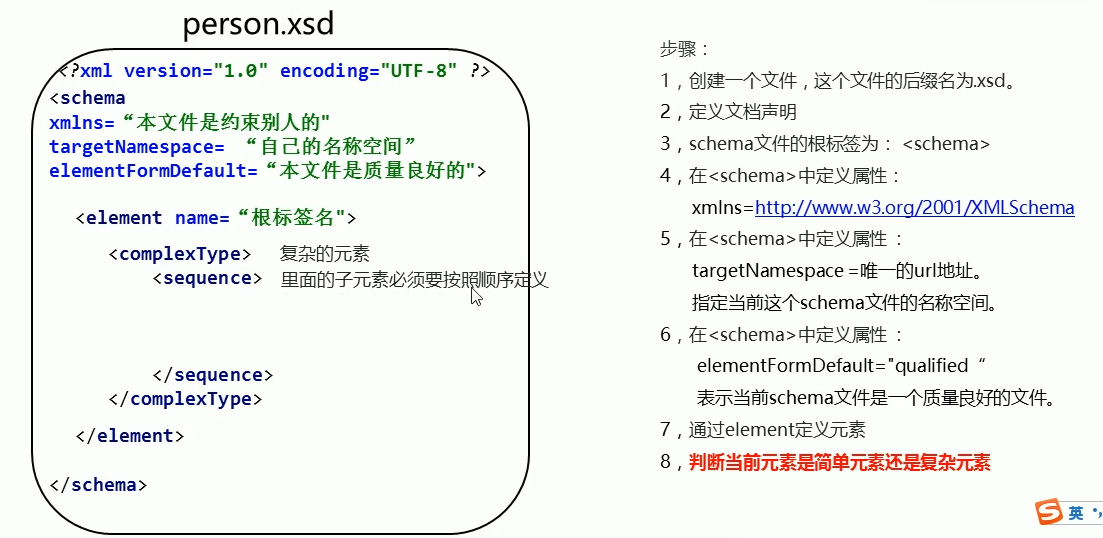 person.xsd
<?xml version="1.0" encoding="UTF-8" ?>
<schema
xmlns=“本文件是约束别人的"
targetNamespace= “自己的名称空间”
elementFormDefault=“本文件是质量良好的">
<element name=“根标签名">
<complexType> 复杂的元素
<sequence> 里面的子元素必须要按照顺序定义
</sequence>
</complexType>
</element>
</schema>
步骤：
1，创建一个文件，这个文件的后缀名为.xsd。
2，定义文档声明
3，schema文件的根标签为： <schema>
4，在<schema>中定义属性：
xmlns=http://www.w3.org/2001/XMLSchema
5，在<schema>中定义属性 ：
targetNamespace =唯一的url地址。
指定当前这个schema文件的名称空间。
6，在<schema>中定义属性 ：
elementFormDefault="qualified“
表示当前schema文件是一个质量良好的文件。
7，通过element定义元素
8，判断当前元素是简单元素还是复杂元素
S 英